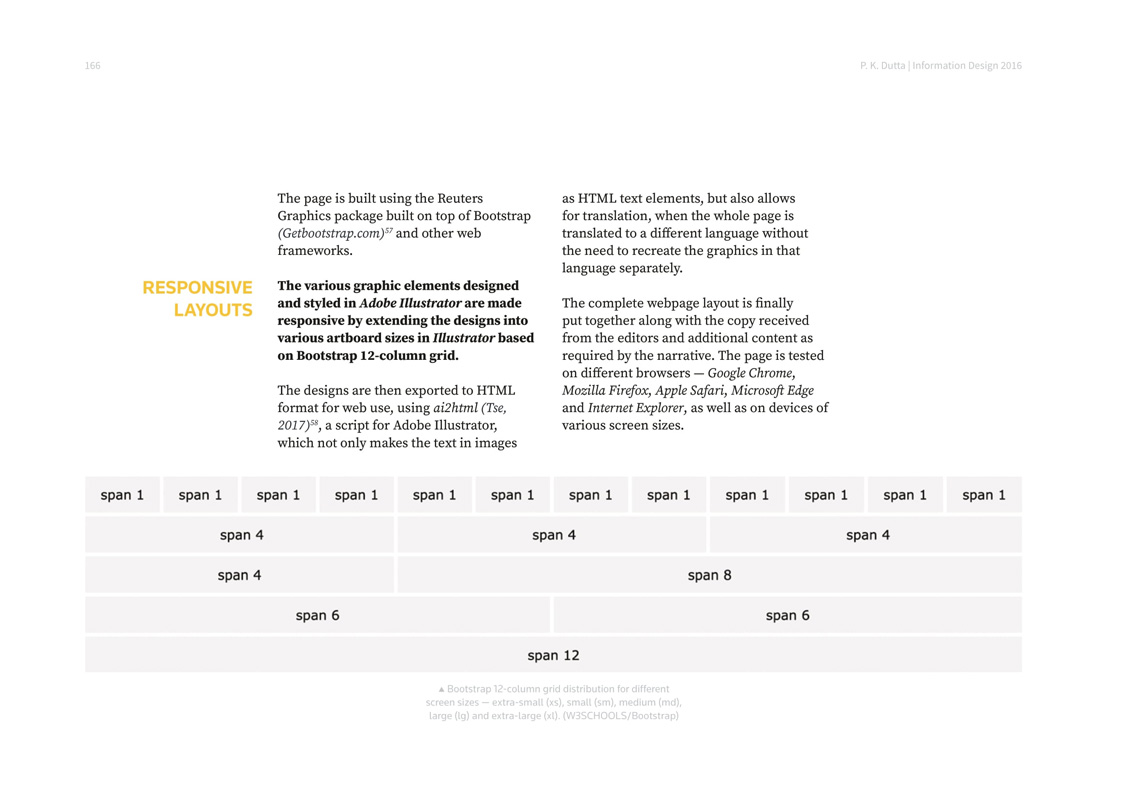 166
P. K. Dutta | Information Design 2016
RESPONSIVE
LAYOUTS
The page is built using the Reuters
Graphics package built on top of Bootstrap
(Getbootstrap.com)57 and other web
frameworks.
The various graphic elements designed
and styled in Adobe Illustrator are made
responsive by extending the designs into
various artboard sizes in Illustrator based
on Bootstrap 12-column grid.
The designs are then exported to HTML
format for web use, using ai2html (Tse,
2017)58, a script for Adobe Illustrator,
which not only makes the text in images
as HTML text elements, but also allows
for translation, when the whole page is
translated to a different language without
the need to recreate the graphics in that
language separately.
The complete webpage layout is finally
put together along with the copy received
from the editors and additional content as
required by the narrative. The page is tested
on different browsers — Google Chrome,
Mozilla Firefox, Apple Safari, Microsoft Edge
and Internet Explorer, as well as on devices of
various screen sizes.
span 1 span 1 span 1 span 1 span 1 span 1 span 1 span 1 span 1 span 1 span 1 span 1
span 4 span 4 span 4
span 4 span 8
span 6 span 6
span 12
▲ Bootstrap 12-column grid distribution for different
screen sizes — extra-small (xs), small (sm), medium (md),
large (lg) and extra-large (xl). (W3SCHOOLS/Bootstrap)